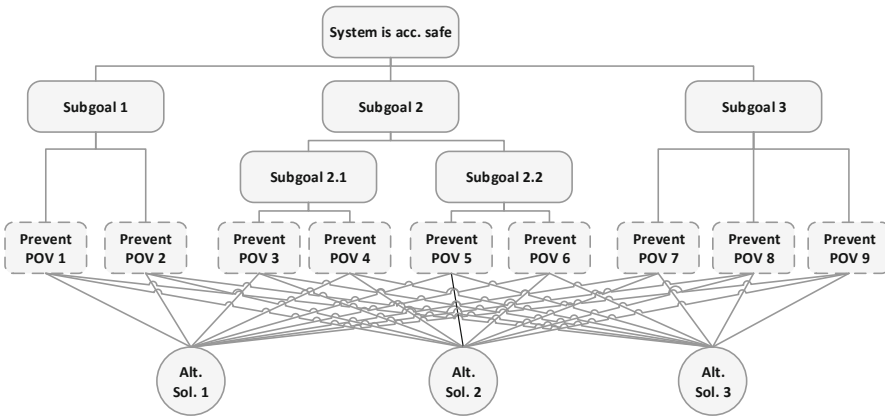 System is acc. safe
Subgoal 1
Subgoal 2
Subgoal 3
Subgoal 2.1
Subgoal 2.2
Prevent
POV 1
Prevent
POV 2
Prevent
POV 3
Prevent
POV 4
Prevent
POV 5
Prevent
POV 6
Prevent
POV 7
Prevent
POV 8
Prevent
POV 9
Alt.
Sol. 1
Alt.
Sol. 2
Alt.
Sol. 3